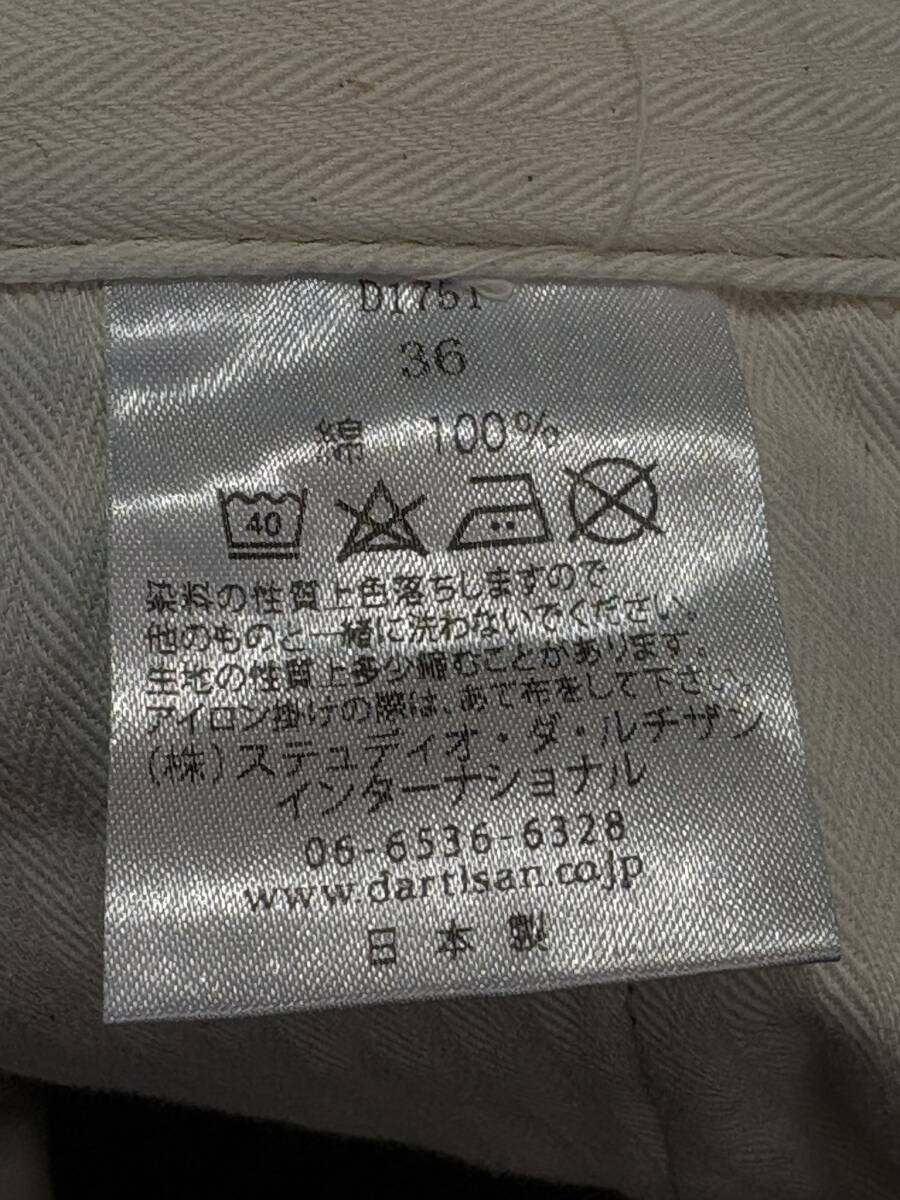 D1751
36
綿 100%
40
染料の性質上色落ちしますので
他のものと一緒に洗わないでください。
生地の性質上多少縮むことがあります。
アイロン掛けの際は、あて布をして下さい。
(株)ステュディオ・ダ・ルチザン
インターナショナル
06-6536-6328
www.dartisan.co.jp
日本製